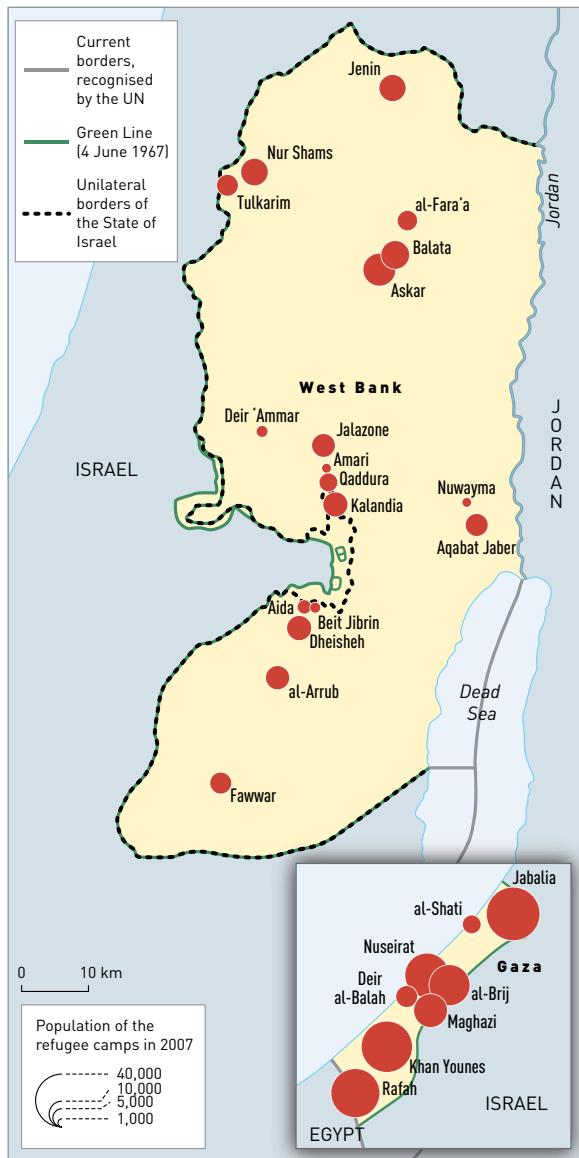 Current
borders,
recognised
by the UN
Green Line
(4 June 1967)
Unilateral
borders of
the State of
Israel
Jenin
Nur Shams
Tulkarim
al-Fara'a
Balata
Askar
Jordan
West Bank
Deir 'Ammar
Jalazone
Amari
Qaddura
Kalandia
Nuwayma
Aqabat Jaber
ISRAEL
JORDAN
Aida
Beit Jibrin
Dheisheh
al-Arrub
Dead
Sea
Fawwar
0 10 km
Population of the
refugee camps in 2007
40,000
10,000
5,000
1,000
Jabalia
al-Shati
Gaza
Nuseirat
Deir
al-Balah
al-Brij
Maghazi
Khan Younes
Rafah
ISRAEL
EGYPT